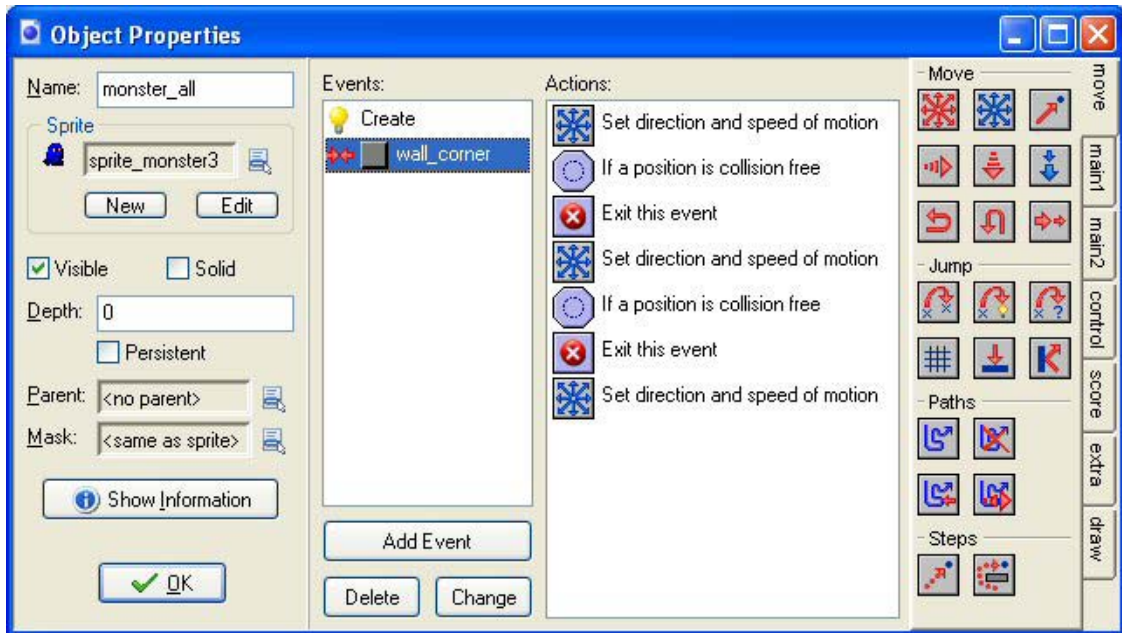 Object Properties
Name: monster_all
Sprite
sprite_monster3
New Edit
Visible Solid
Depth: 0
Persistent
Parent: <no parent>
Mask: <same as sprite>
Show Information
OK
Events:
Create
wall_corner
Add Event
Delete Change
Actions:
Set direction and speed of motion
If a position is collision free
Exit this event
Set direction and speed of motion
If a position is collision free
Exit this event
Set direction and speed of motion
Move
Jump
Paths
Steps
move
main1
main2
control
score
extra
draw